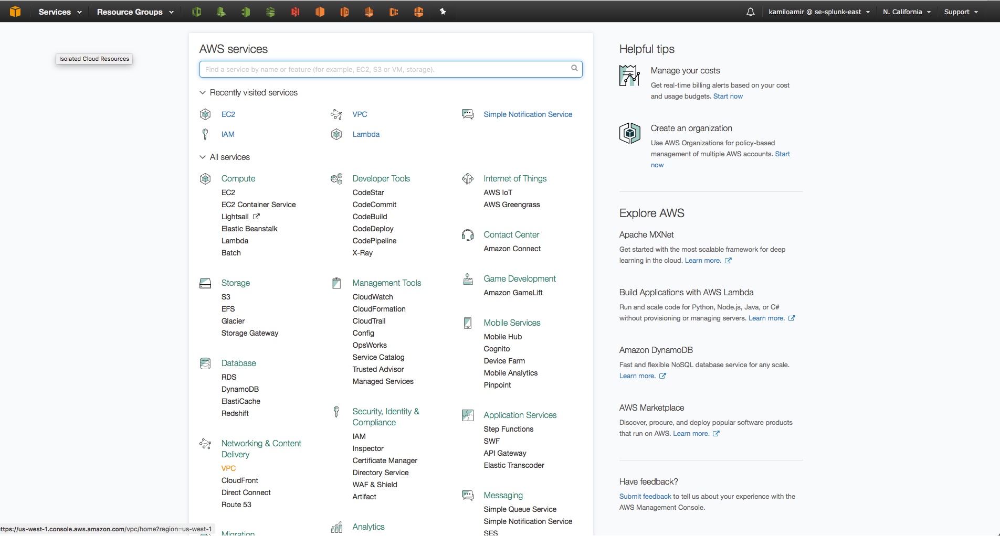 Services
Resource Groups
kamiloamir @ se-splunk-east
N. California
Support
Isolated Cloud Resources
AWS services
Find a service by name or feature (for example, EC2, S3 or VM, storage).
Recently visited services
EC2
VPC
Simple Notification Service
IAM
Lambda
All services
Compute
EC2
EC2 Container Service
Lightsail
Elastic Beanstalk
Lambda
Batch
Storage
S3
EFS
Glacier
Storage Gateway
Database
RDS
DynamoDB
ElastiCache
Redshift
Networking & Content
Delivery
VPC
CloudFront
Direct Connect
Route 53
Migration
Developer Tools
CodeStar
CodeCommit
CodeBuild
CodeDeploy
CodePipeline
X-Ray
Management Tools
CloudWatch
CloudFormation
CloudTrail
Config
OpsWorks
Service Catalog
Trusted Advisor
Managed Services
Security, Identity &
Compliance
IAM
Inspector
Certificate Manager
Directory Service
WAF & Shield
Artifact
Analytics
Internet of Things
AWS IoT
AWS Greengrass
Contact Center
Amazon Connect
Game Development
Amazon GameLift
Mobile Services
Mobile Hub
Cognito
Device Farm
Mobile Analytics
Pinpoint
Application Services
Step Functions
SWF
API Gateway
Elastic Transcoder
Messaging
Simple Queue Service
Simple Notification Service
SES
Helpful tips
Manage your costs
Get real-time billing alerts based on your cost
and usage budgets. Start now
Create an organization
Use AWS Organizations for policy-based
management of multiple AWS accounts. Start
now
Explore AWS
Apache MXNet
Get started with the most scalable framework for deep
learning in the cloud. Learn more.
Build Applications with AWS Lambda
Run and scale code for Python, Node.js, Java, or C#
without provisioning or managing servers. Learn more.
Amazon DynamoDB
Fast and flexible NoSQL database service for any scale.
Learn more.
AWS Marketplace
Discover, procure, and deploy popular software products
that run on AWS. Learn more.
Have feedback?
Submit feedback to tell us about your experience with the
AWS Management Console.
ttps://us-west-1.console.aws.amazon.com/vpc/home?region=us-west-1